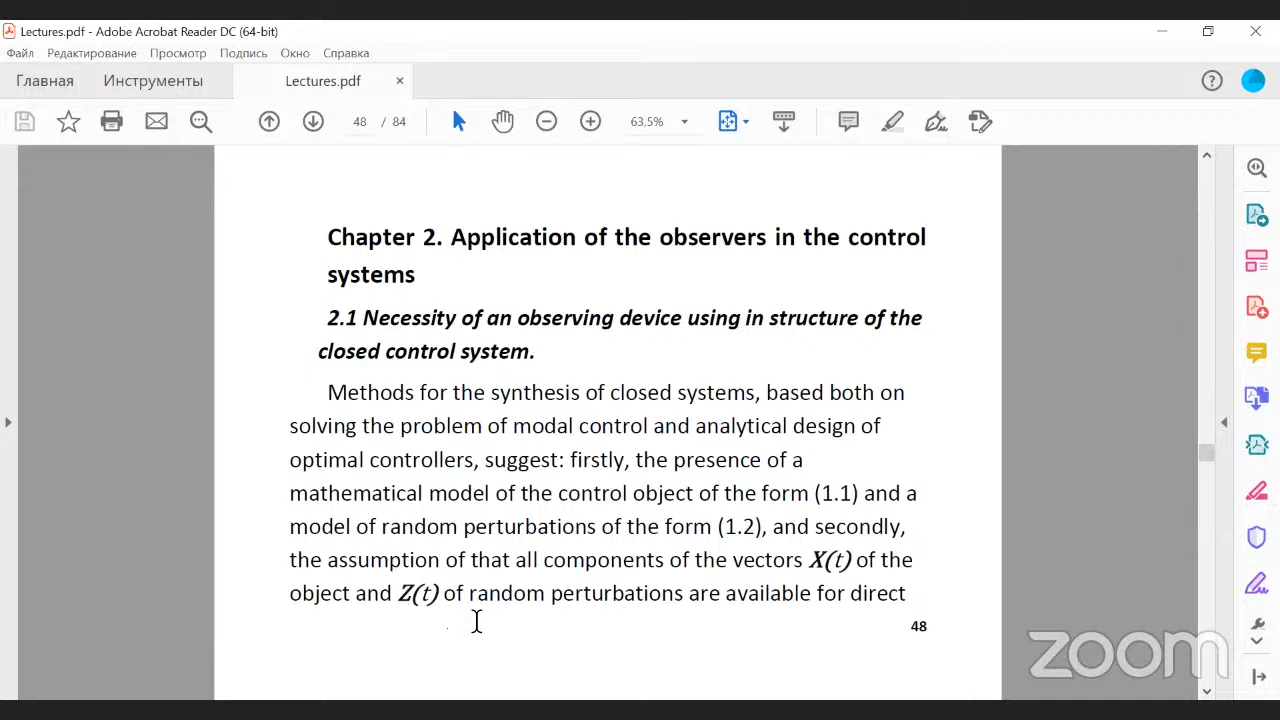 Lectures.pdf - Adobe Acrobat Reader DC (64-bit)
Файл Редактирование Просмотр Подпись Окно Справка
Главная Инструменты Lectures.pdf ×
48 / 84 63,5%
Chapter 2. Application of the observers in the control
systems
2.1 Necessity of an observing device using in structure of the
closed control system.
Methods for the synthesis of closed systems, based both on
solving the problem of modal control and analytical design of
optimal controllers, suggest: firstly, the presence of a
mathematical model of the control object of the form (1.1) and a
model of random perturbations of the form (1.2), and secondly,
the assumption of that all components of the vectors X(t) of the
object and Z(t) of random perturbations are available for direct
48
zoom